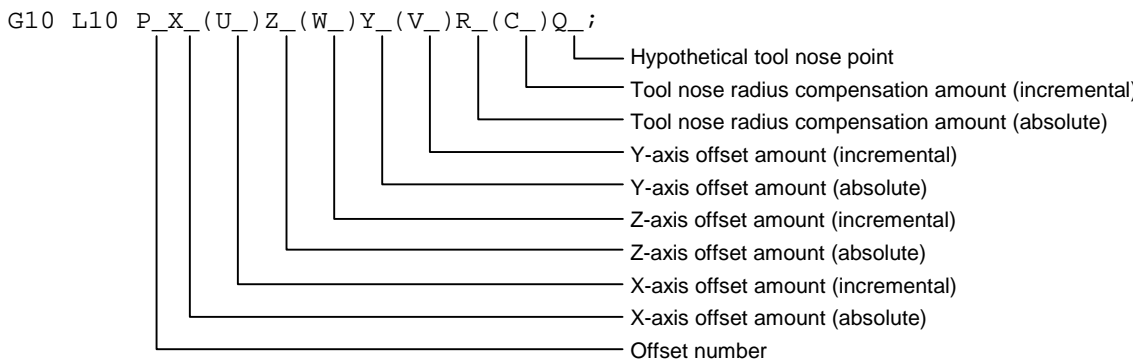 G10 L10 P_X_(U_)Z_(W_)Y_(V_)R_(C_)Q_;
Hypothetical tool nose point
Tool nose radius compensation amount (incremental)
Tool nose radius compensation amount (absolute)
Y-axis offset amount (incremental)
Y-axis offset amount (absolute)
Z-axis offset amount (incremental)
Z-axis offset amount (absolute)
X-axis offset amount (incremental)
X-axis offset amount (absolute)
Offset number